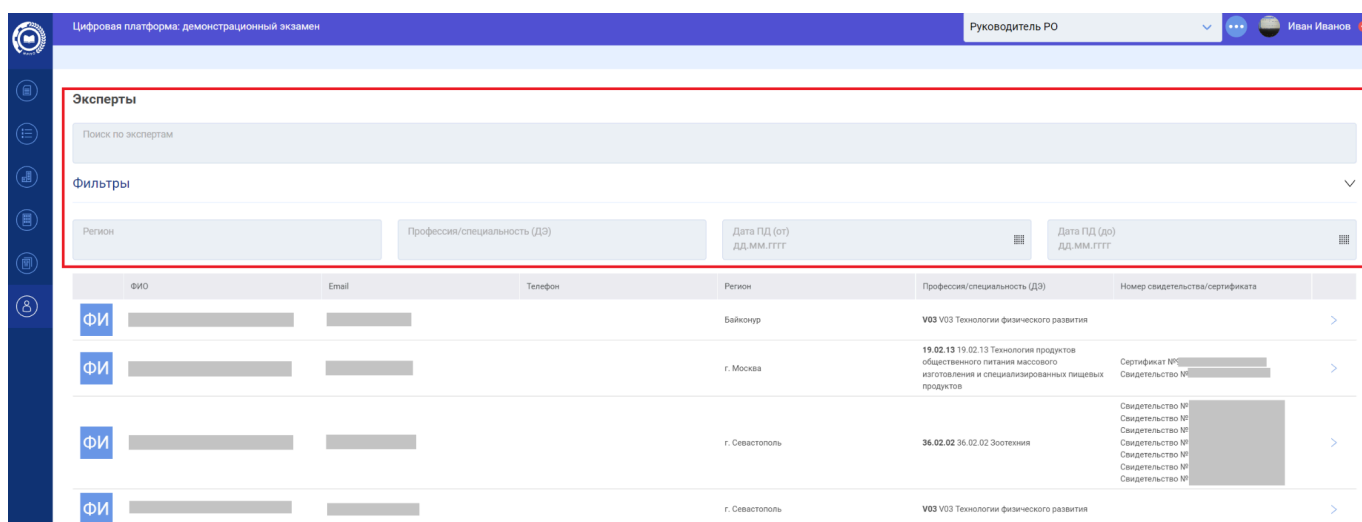 Цифровая платформа: демонстрационный экзамен
Руководитель РО
Иван Иванов
Эксперты
Поиск по экспертам
Фильтры
Регион
Профессия/специальность (ДЭ)
Дата ПД (от)
дд.мм.гггг
Дата ПД (до)
дд.мм.гггг
ФИО Email Телефон Регион Профессия/специальность (ДЭ) Номер свидетельства/сертификата
ФИ
Байконур
V03 V03 Технологии физического развития
ФИ
г. Москва
19.02.13 19.02.13 Технология продуктов
общественного питания массового
изготовления и специализированных пищевых
продуктов
Сертификат №
Свидетельство №
ФИ
г. Севастополь
36.02.02 36.02.02 Зоотехния
Свидетельство №
Свидетельство №
Свидетельство №
Свидетельство №
Свидетельство №
Свидетельство №
Свидетельство №
ФИ
г. Севастополь
V03 V03 Технологии физического развития